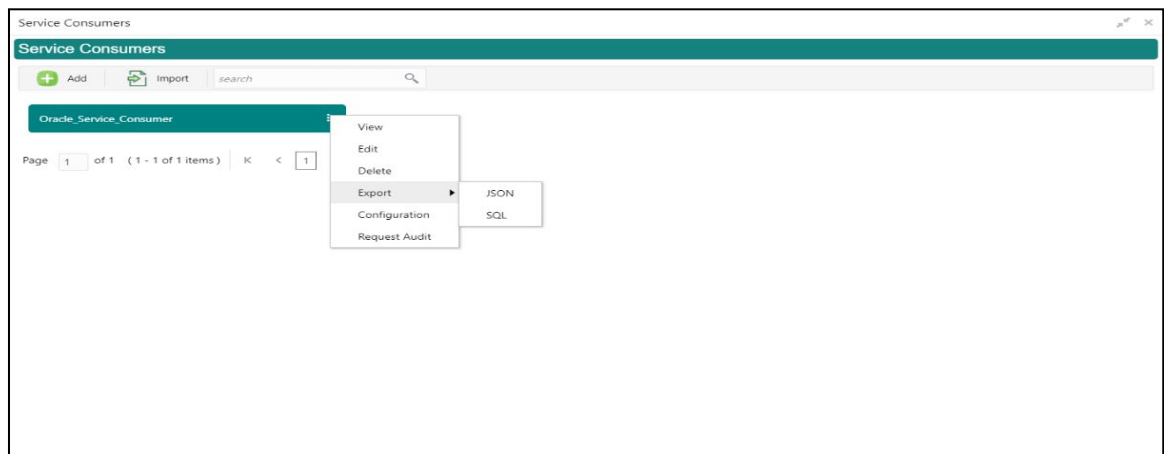 Service Consumers
Service Consumers
Add Import search
Oracle_Service_Consumer
View
Edit
Delete
Export
JSON
SQL
Configuration
Request Audit
Page 1 of 1 (1 - 1 of 1 items) K < 1